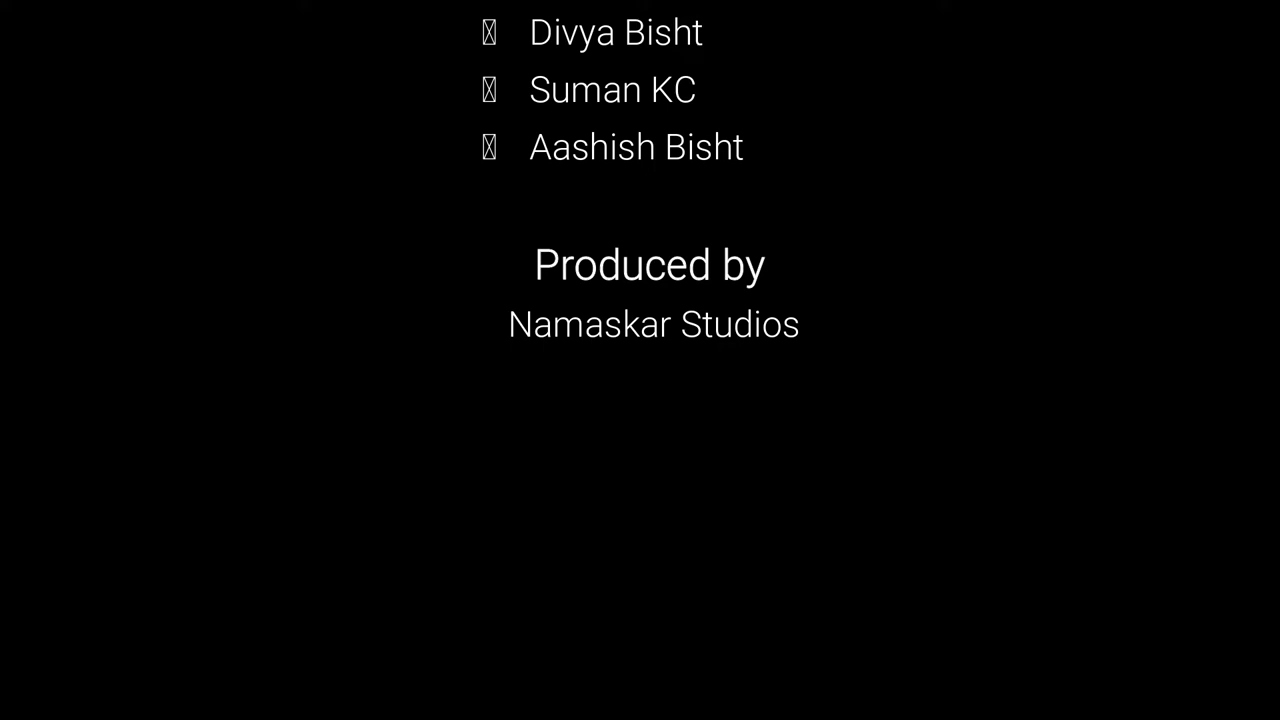 Divya Bisht
Suman KC
Aashish Bisht
Produced by
Namaskar Studios